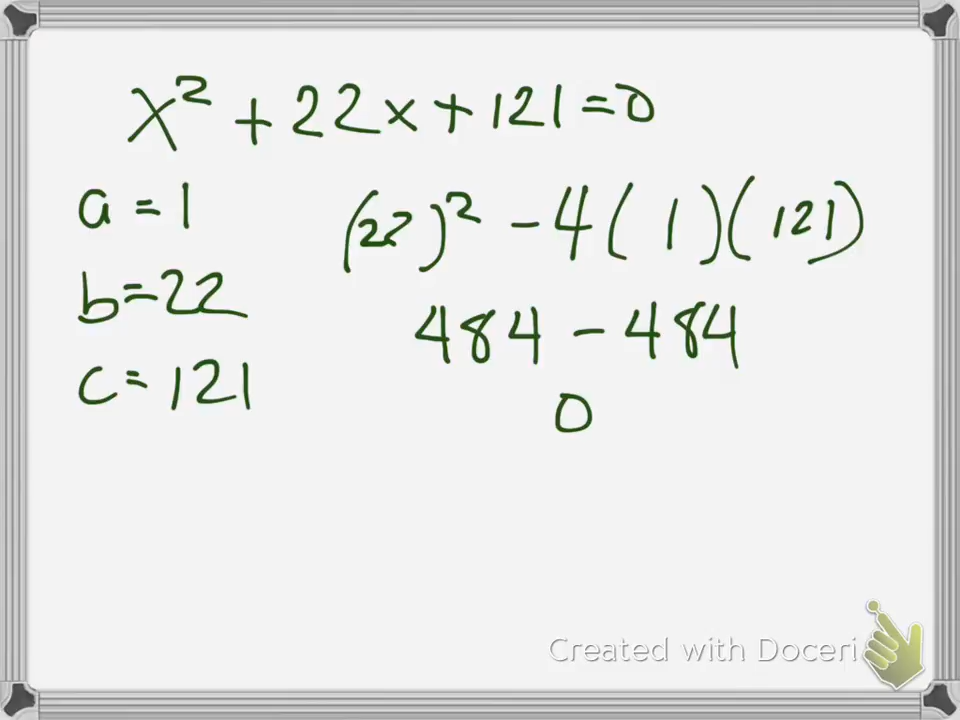 x² + 22x + 121 = 0
a = 1
(22)² - 4(1)(121)
b = 22
484 - 484
c = 121
0
Created with Doceri